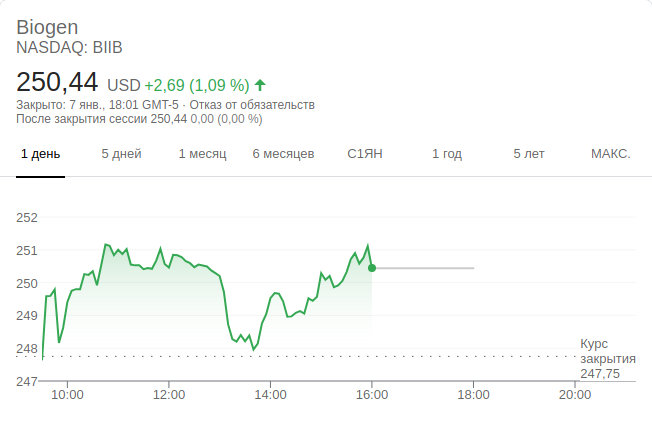 Biogen
NASDAQ: BIIB
250,44 USD +2,69 (1,09 %)
Закрыто: 7 янв., 18:01 GMT-5 · Отказ от обязательств
После закрытия сессии 250,44 0,00 (0,00 %)
1 день 5 дней 1 месяц 6 месяцев С1ЯН 1 год 5 лет МАКС.
252
251
250
249
248
Курс
закрытия
247,75
247
10:00 12:00 14:00 16:00 18:00 20:00